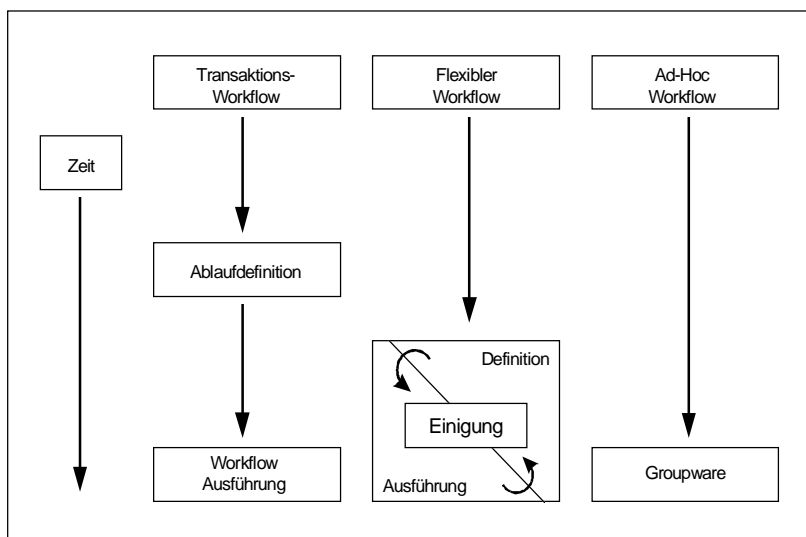 Transaktions-
Workflow
Flexibler
Workflow
Ad-Hoc
Workflow
Zeit
Ablaufdefinition
Definition
Einigung
Ausführung
Workflow
Ausführung
Groupware